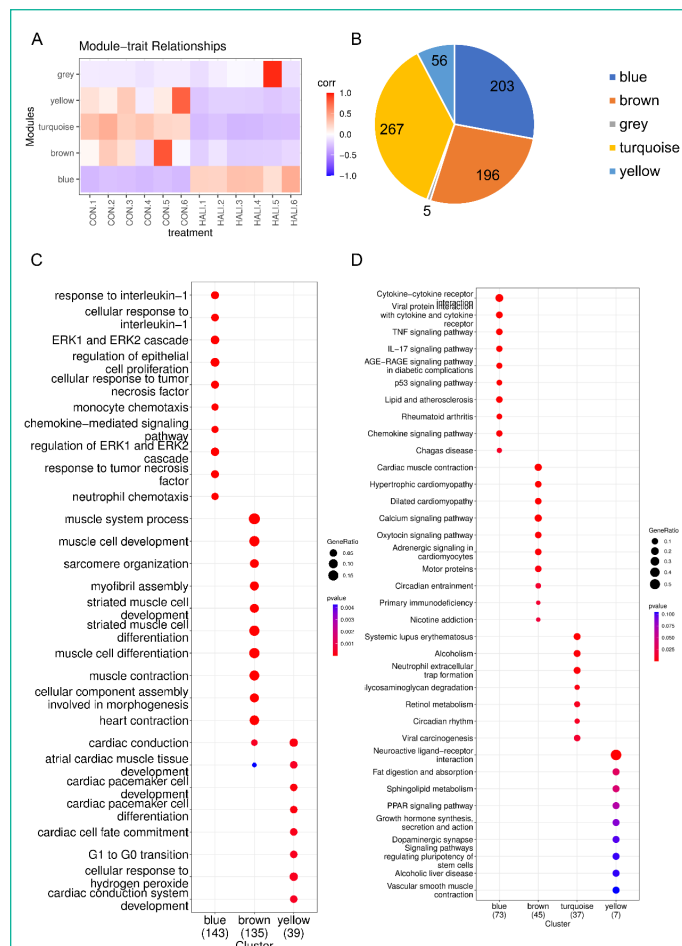 A
Module−trait Relationships
grey
yellow
turquoise
brown
blue
Modules
CON.1
CON.2
CON.3
CON.4
CON.5
CON.6
HALI.1
HALI.2
HALI.3
HALI.4
HALI.5
HALI.6
treatment
corr
1.0
0.5
0.0
−0.5
−1.0
B
56
203
267
196
5
blue
brown
grey
turquoise
yellow
C
response to interleukin−1
cellular response to
interleukin−1
ERK1 and ERK2 cascade
regulation of epithelial
cell proliferation
cellular response to tumor
necrosis factor
monocyte chemotaxis
chemokine−mediated signaling
pathway
regulation of ERK1 and ERK2
cascade
response to tumor necrosis
factor
neutrophil chemotaxis
muscle system process
muscle cell development
sarcomere organization
myofibril assembly
striated muscle cell
development
striated muscle cell
differentiation
muscle cell differentiation
muscle contraction
cellular component assembly
involved in morphogenesis
heart contraction
cardiac conduction
atrial cardiac muscle tissue
development
cardiac pacemaker cell
development
cardiac pacemaker cell
differentiation
cardiac cell fate commitment
G1 to G0 transition
cellular response to
hydrogen peroxide
cardiac conduction system
development
blue
(143)
brown
(135)
yellow
(39)
Cluster
GeneRatio
0.05
0.10
0.15
pvalue
0.004
0.003
0.002
0.001
D
Cytokine−cytokine receptor
interaction
Viral protein interaction
with cytokine and cytokine
receptor
TNF signaling pathway
IL−17 signaling pathway
AGE−RAGE signaling pathway
in diabetic complications
p53 signaling pathway
Lipid and atherosclerosis
Rheumatoid arthritis
Chemokine signaling pathway
Chagas disease
Cardiac muscle contraction
Hypertrophic cardiomyopathy
Dilated cardiomyopathy
Calcium signaling pathway
Oxytocin signaling pathway
Adrenergic signaling in
cardiomyocytes
Motor proteins
Circadian entrainment
Primary immunodeficiency
Nicotine addiction
Systemic lupus erythematosus
Alcoholism
Neutrophil extracellular
trap formation
lycosaminoglycan degradation
Retinol metabolism
Circadian rhythm
Viral carcinogenesis
Neuroactive ligand−receptor
interaction
Fat digestion and absorption
Sphingolipid metabolism
PPAR signaling pathway
Growth hormone synthesis,
secretion and action
Dopaminergic synapse
Signaling pathways
regulating pluripotency of
stem cells
Alcoholic liver disease
Vascular smooth muscle
contraction
blue
(73)
brown
(45)
turquoise
(37)
yellow
(7)
Cluster
GeneRatio
0.1
0.2
0.3
0.4
0.5
pvalue
0.100
0.075
0.050
0.025